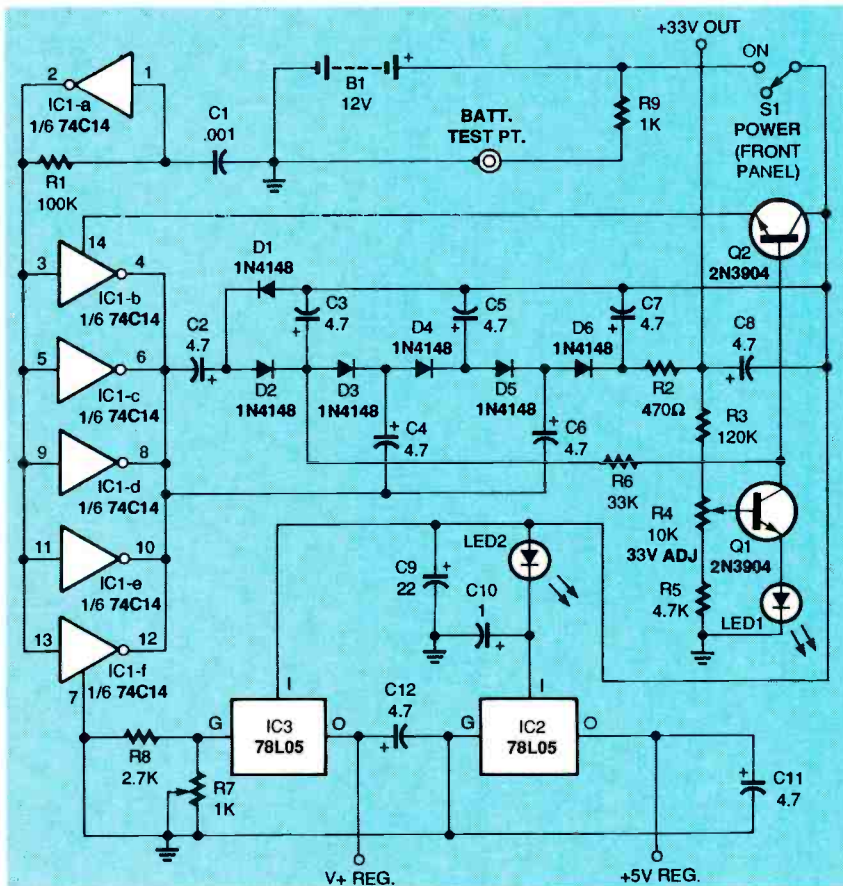 +33V OUT
ON
S1
POWER
(FRONT
PANEL)
2
1
IC1-a
1/6 74C14
C1
.001
B1
12V
+
R9
1K
BATT.
TEST PT.
R1
100K
14
3
4
IC1-b
1/6 74C14
D1
1N4148
Q2
2N3904
C2
4.7
+
C3
4.7
+
D4
1N4148
C5
4.7
+
D6
1N4148
C7
4.7
+
C8
4.7
+
5
6
IC1-c
1/6 74C14
D2
1N4148
D3
1N4148
D5
1N4148
R2
470Ω
R3
120K
9
8
IC1-d
1/6 74C14
+
C4
4.7
+
C6
4.7
R6
33K
11
10
IC1-e
1/6 74C14
R4
10K
33V ADJ
Q1
2N3904
13
12
IC1-f
1/6 74C14
7
C9
22
+
LED2
C10
1
+
R5
4.7K
LED1
R8
2.7K
R7
1K
I
G
IC3
78L05
O
C12
4.7
+
I
G
IC2
78L05
O
+
C11
4.7
V+ REG.
+5V REG.